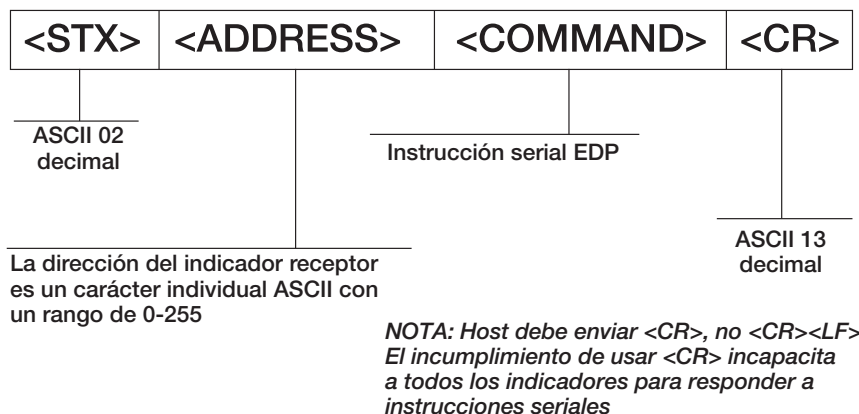 <STX> <ADDRESS> <COMMAND> <CR>
ASCII 02
decimal
Instrucción serial EDP
ASCII 13
decimal
La dirección del indicador receptor
es un carácter individual ASCII con
un rango de 0-255
NOTA: Host debe enviar <CR>, no <CR><LF>
El incumplimiento de usar <CR> incapacita
a todos los indicadores para responder a
instrucciones seriales